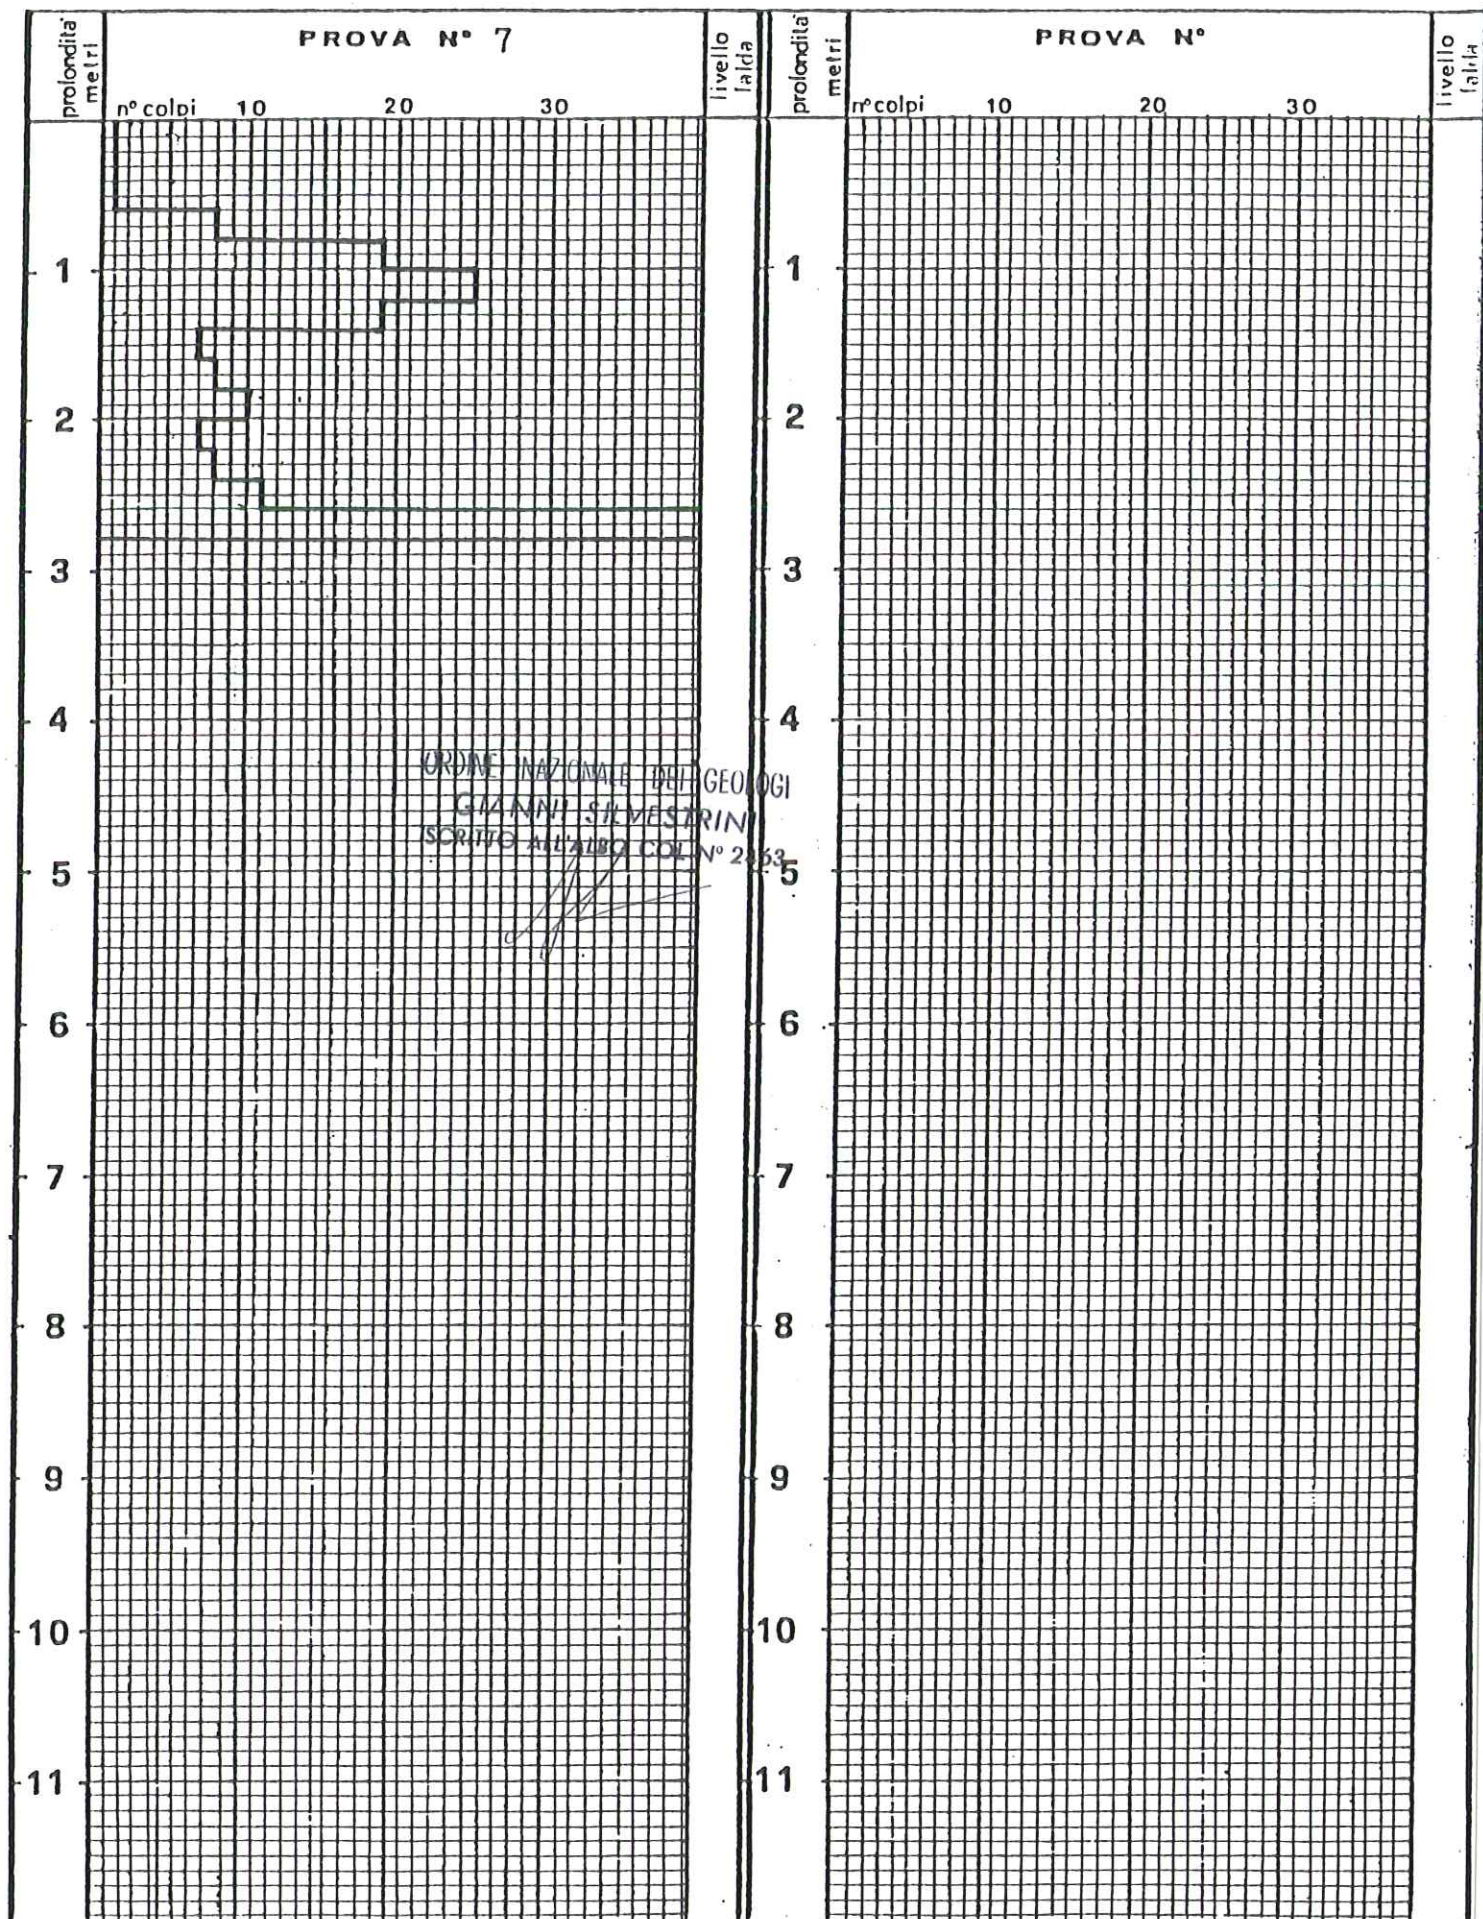 profondità metri
PROVA N° 7
livello falda
n° colpi 10 20 30
1
2
3
4
5
6
7
8
9
10
11
ORDINE NAZIONALE DEI GEOLOGI
GIANNI SILVESTRINI
ISCRITTO ALL'ALBO COL N°
profondità metri
PROVA N°
livello falda
n° colpi 10 20 30
1
2
3
4
5
6
7
8
9
10
11